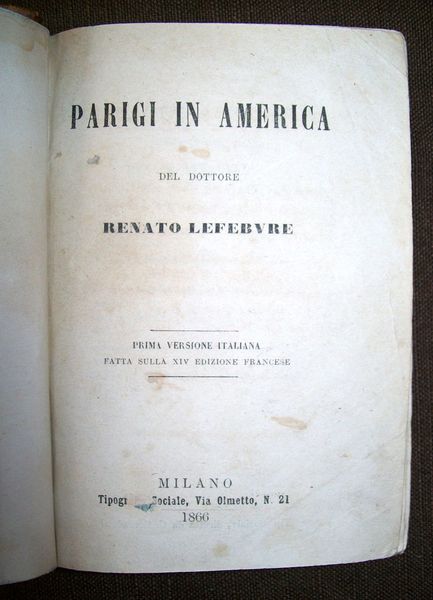 PARIGI IN AMERICA
DEL DOTTORE
RENATO LEFEBVRE
PRIMA VERSIONE ITALIANA
FATTA SULLA XIV EDIZIONE FRANCESE
MILANO
Sociale, Via Olmetto, N. 21
1866